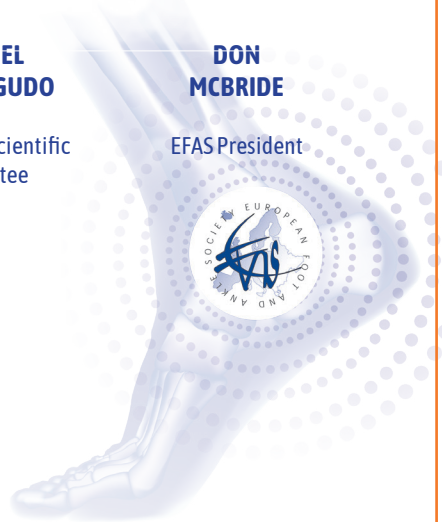 EL
GUDO
cientific
tee
DON
MCBRIDE
EFAS President
EUROPEAN FOOT AND ANKLE SOCIETY
EFAS